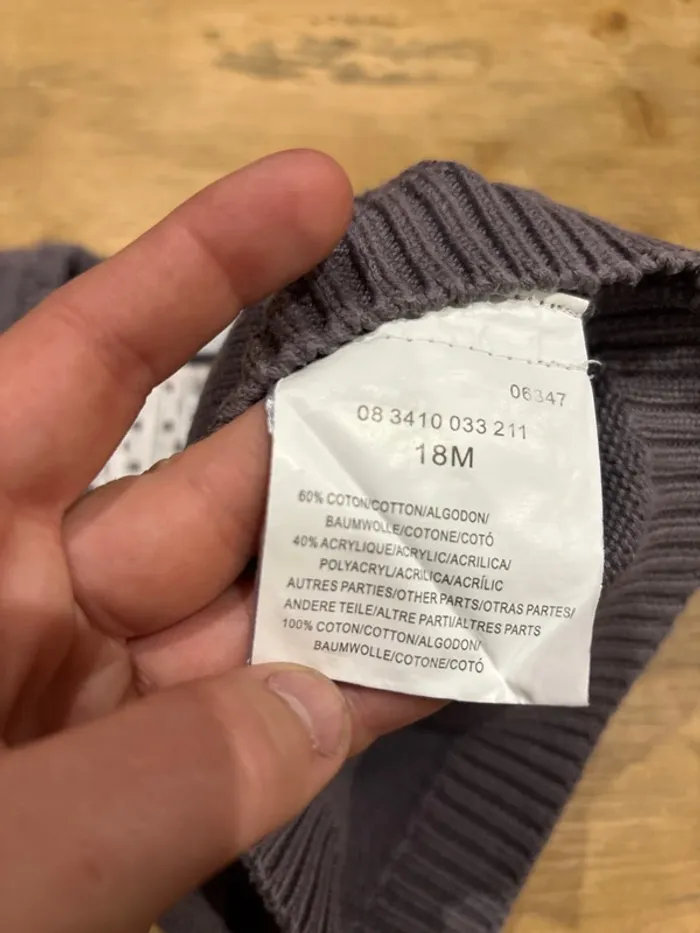 06347
08 3410 033 211
18M
60% COTON/COTTON/ALGODON/
BAUMWOLLE/COTONE/COTÓ
40% ACRYLIQUE/ACRYLIC/ACRILICA/
POLYACRYL/ACRILICA/ACRÍLIC
AUTRES PARTIES/OTHER PARTS/OTRAS PARTES/
ANDERE TEILE/ALTRE PARTI/ALTRES PARTS
100% COTON/COTTON/ALGODON/
BAUMWOLLE/COTONE/COTÓ